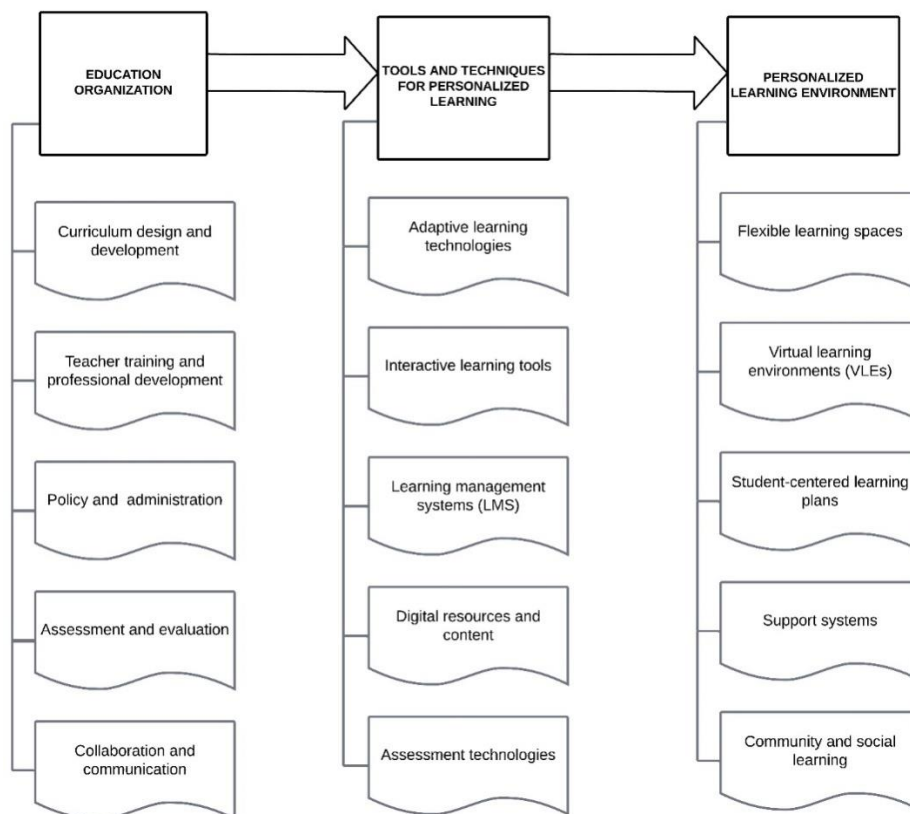 EDUCATION
ORGANIZATION
TOOLS AND TECHNIQUES
FOR PERSONALIZED
LEARNING
PERSONALIZED
LEARNING ENVIRONMENT
Curriculum design and
development
Teacher training and
professional development
Policy and administration
Assessment and evaluation
Collaboration and
communication
Adaptive learning
technologies
Interactive learning tools
Learning management
systems (LMS)
Digital resources and
content
Assessment technologies
Flexible learning spaces
Virtual learning
environments (VLEs)
Student-centered learning
plans
Support systems
Community and social
learning